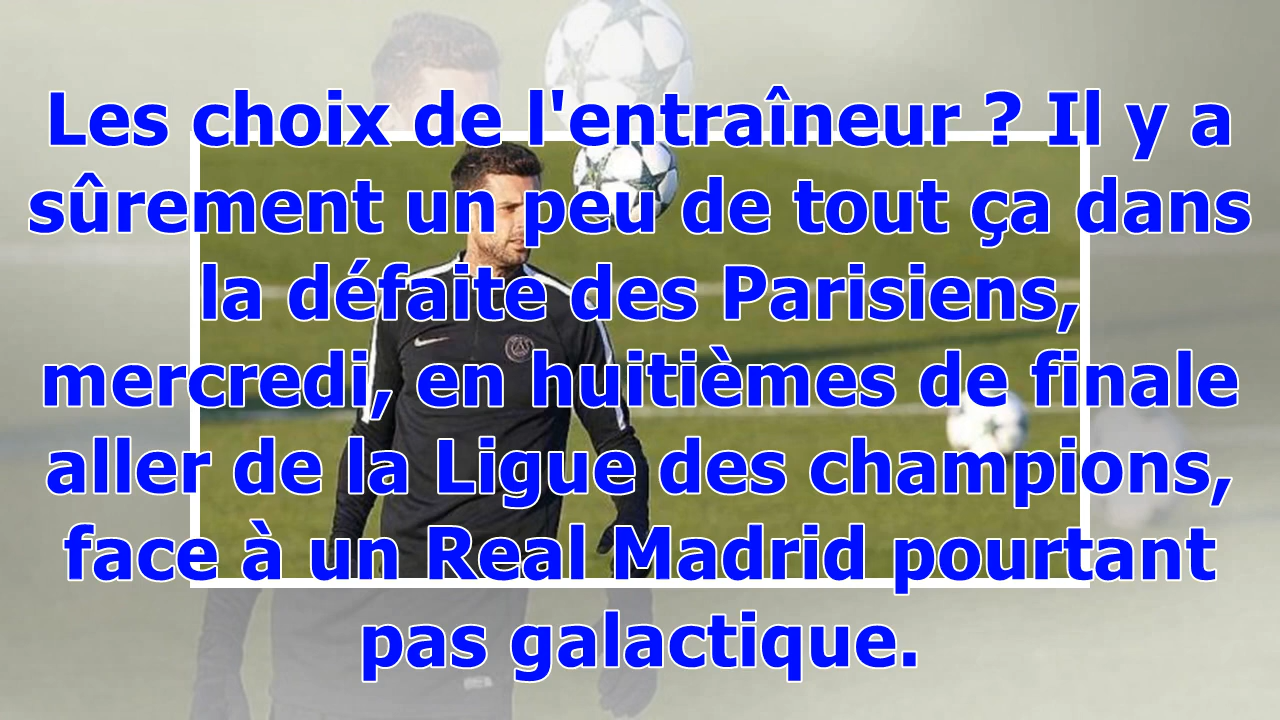 Les choix de l'entraîneur ? Il y a
sûrement un peu de tout ça dans
la défaite des Parisiens,
mercredi, en huitièmes de finale
aller de la Ligue des champions,
face à un Real Madrid pourtant
pas galactique.